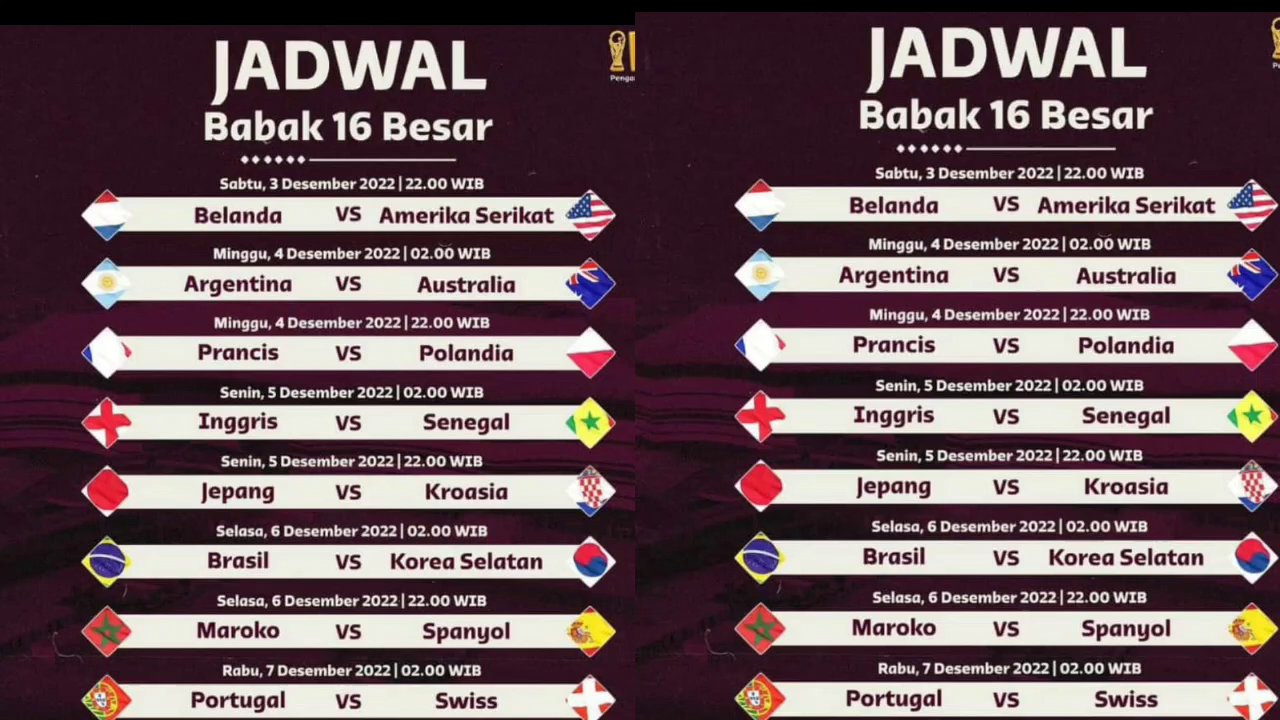 JADWAL
Babak 16 Besar
Sabtu, 3 Desember 2022 | 22.00 WIB
Belanda VS Amerika Serikat
Minggu, 4 Desember 2022 | 02.00 WIB
Argentina VS Australia
Minggu, 4 Desember 2022 | 22.00 WIB
Prancis VS Polandia
Senin, 5 Desember 2022 | 02.00 WIB
Inggris VS Senegal
Senin, 5 Desember 2022 | 22.00 WIB
Jepang VS Kroasia
Selasa, 6 Desember 2022 | 02.00 WIB
Brasil VS Korea Selatan
Selasa, 6 Desember 2022 | 22.00 WIB
Maroko VS Spanyol
Rabu, 7 Desember 2022 | 02.00 WIB
Portugal VS Swiss
JADWAL
Babak 16 Besar
Sabtu, 3 Desember 2022 | 22.00 WIB
Belanda VS Amerika Serikat
Minggu, 4 Desember 2022 | 02.00 WIB
Argentina VS Australia
Minggu, 4 Desember 2022 | 22.00 WIB
Prancis VS Polandia
Senin, 5 Desember 2022 | 02.00 WIB
Inggris VS Senegal
Senin, 5 Desember 2022 | 22.00 WIB
Jepang VS Kroasia
Selasa, 6 Desember 2022 | 02.00 WIB
Brasil VS Korea Selatan
Selasa, 6 Desember 2022 | 22.00 WIB
Maroko VS Spanyol
Rabu, 7 Desember 2022 | 02.00 WIB
Portugal VS Swiss